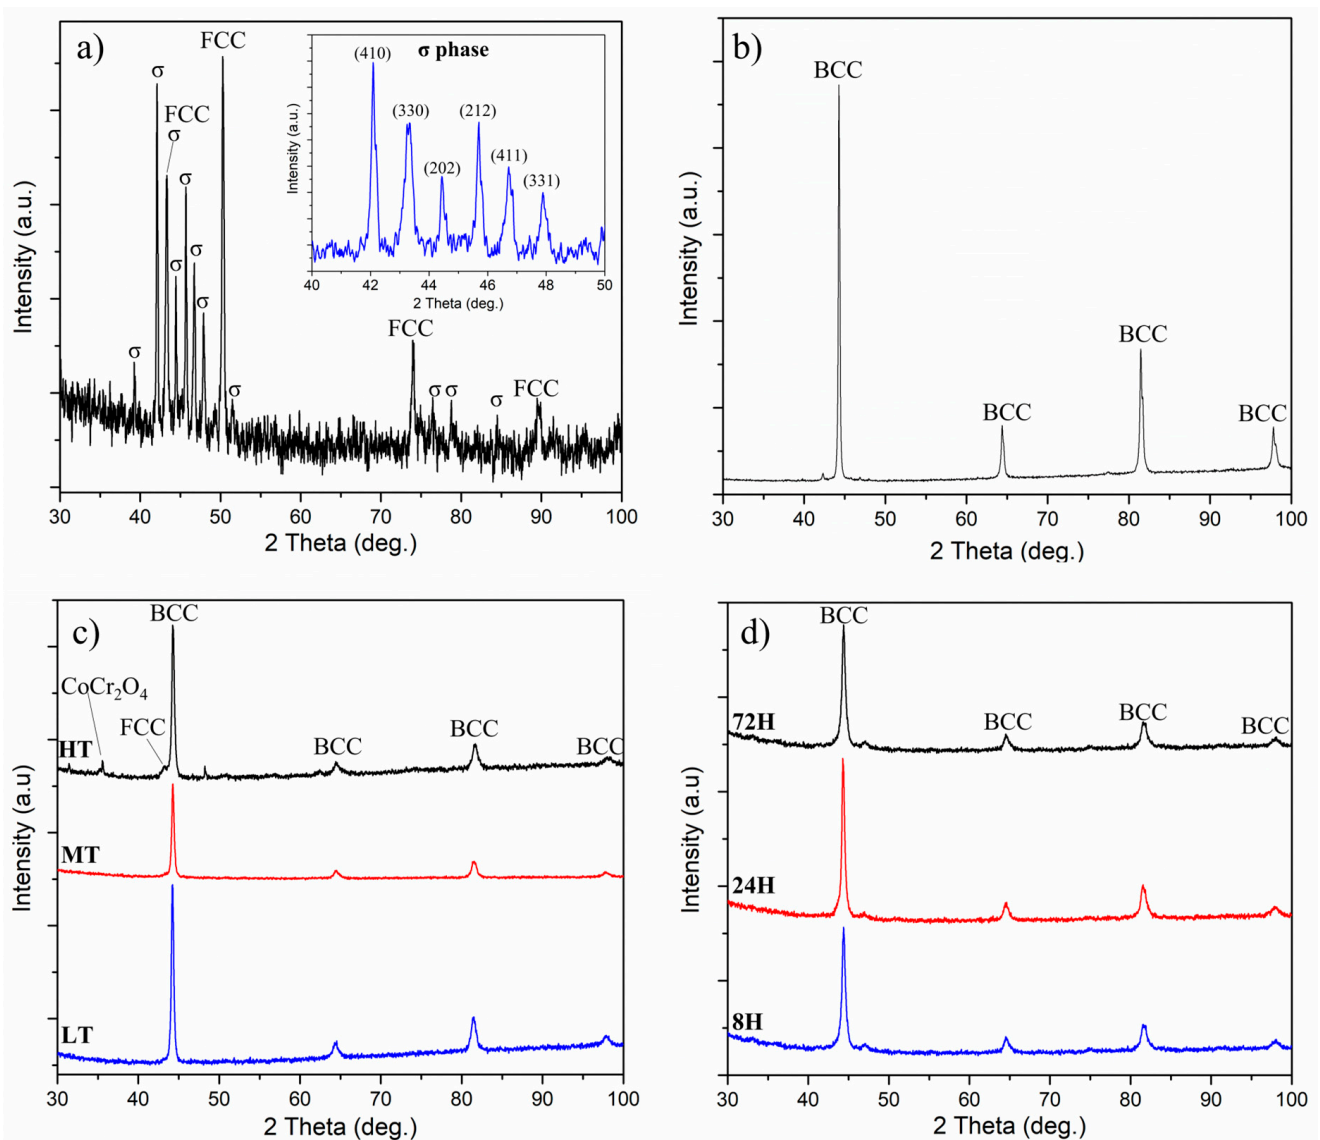 a)
FCC
σ
FCC
σ
σ
σ
σ
σ
σ
σ
FCC
σ
σ
σ
FCC
Intensity (a.u.)
30 40 50 60 70 80 90 100
2 Theta (deg.)
σ phase
(410)
(330)
(202)
(212)
(411)
(331)
Intensity (a.u.)
40 42 44 46 48 50
2 Theta (deg.)
b)
BCC
BCC
BCC
BCC
Intensity (a.u.)
30 40 50 60 70 80 90 100
2 Theta (deg.)
c)
BCC
CoCr₂O₄
FCC
HT
BCC
BCC
BCC
MT
LT
Intensity (a.u)
30 40 50 60 70 80 90 100
2 Theta (deg.)
d)
BCC
72H
BCC
BCC
BCC
24H
8H
Intensity (a.u)
30 40 50 60 70 80 90 100
2 Theta (deg.)